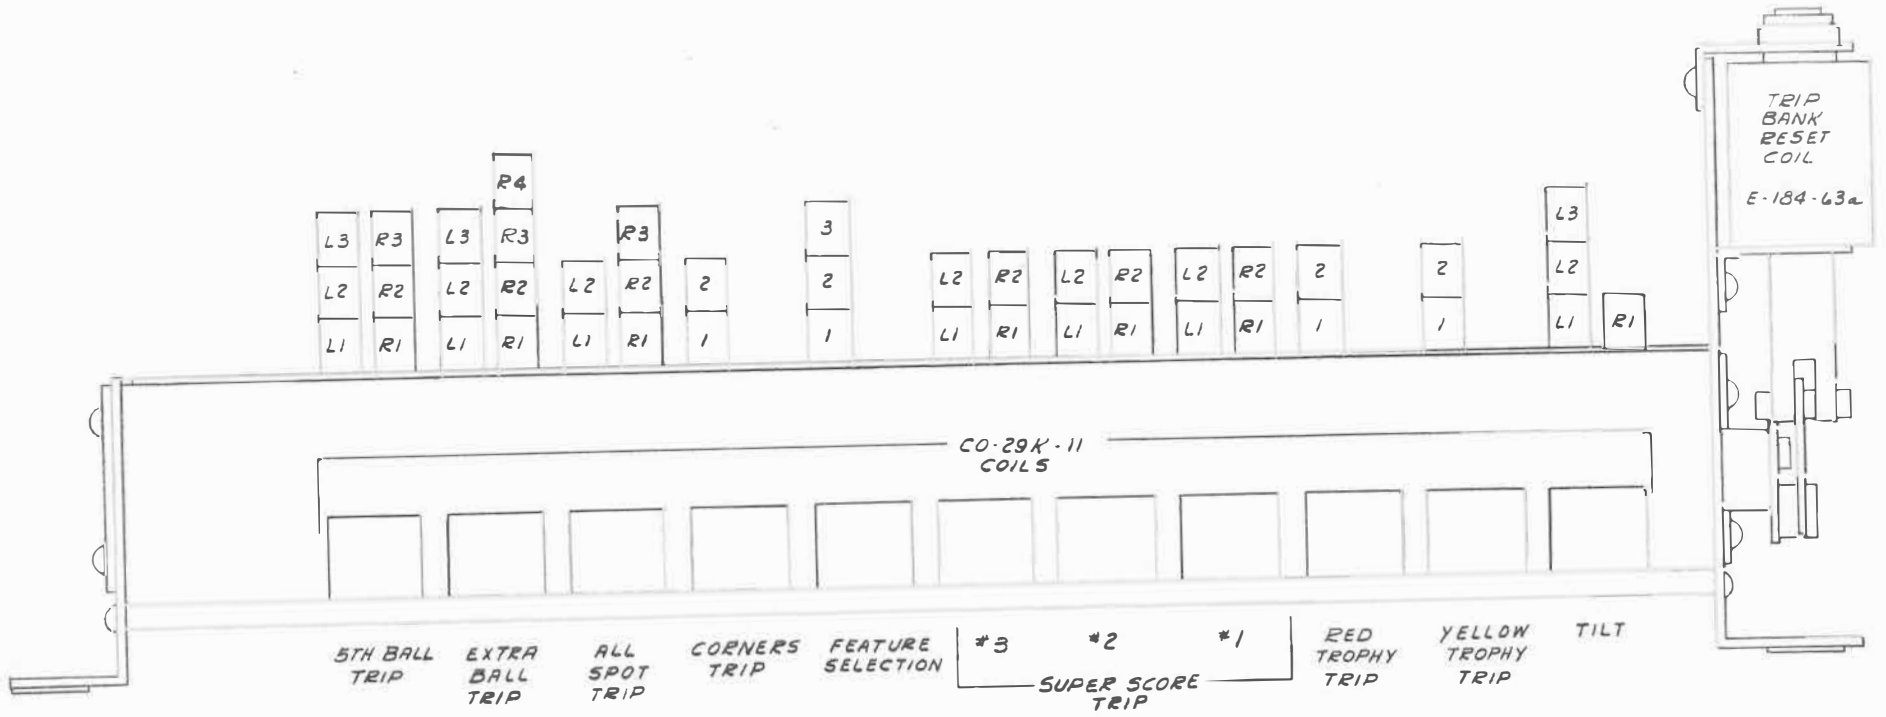 TRIP
BANK
RESET
COIL
E-184-63a
R4
L3 R3 L3 R3 R3 3 L3
L2 R2 L2 R2 L2 R2 2 2 L2 R2 L2 R2 L2 R2 2 2 L2
L1 R1 L1 R1 L1 R1 1 1 L1 R1 L1 R1 L1 R1 1 1 L1 R1
CO-29K-11
COILS
5TH BALL
TRIP
EXTRA
BALL
TRIP
ALL
SPOT
TRIP
CORNERS
TRIP
FEATURE
SELECTION
#3 #2 #1
SUPER SCORE
TRIP
RED
TROPHY
TRIP
YELLOW
TROPHY
TRIP
TILT